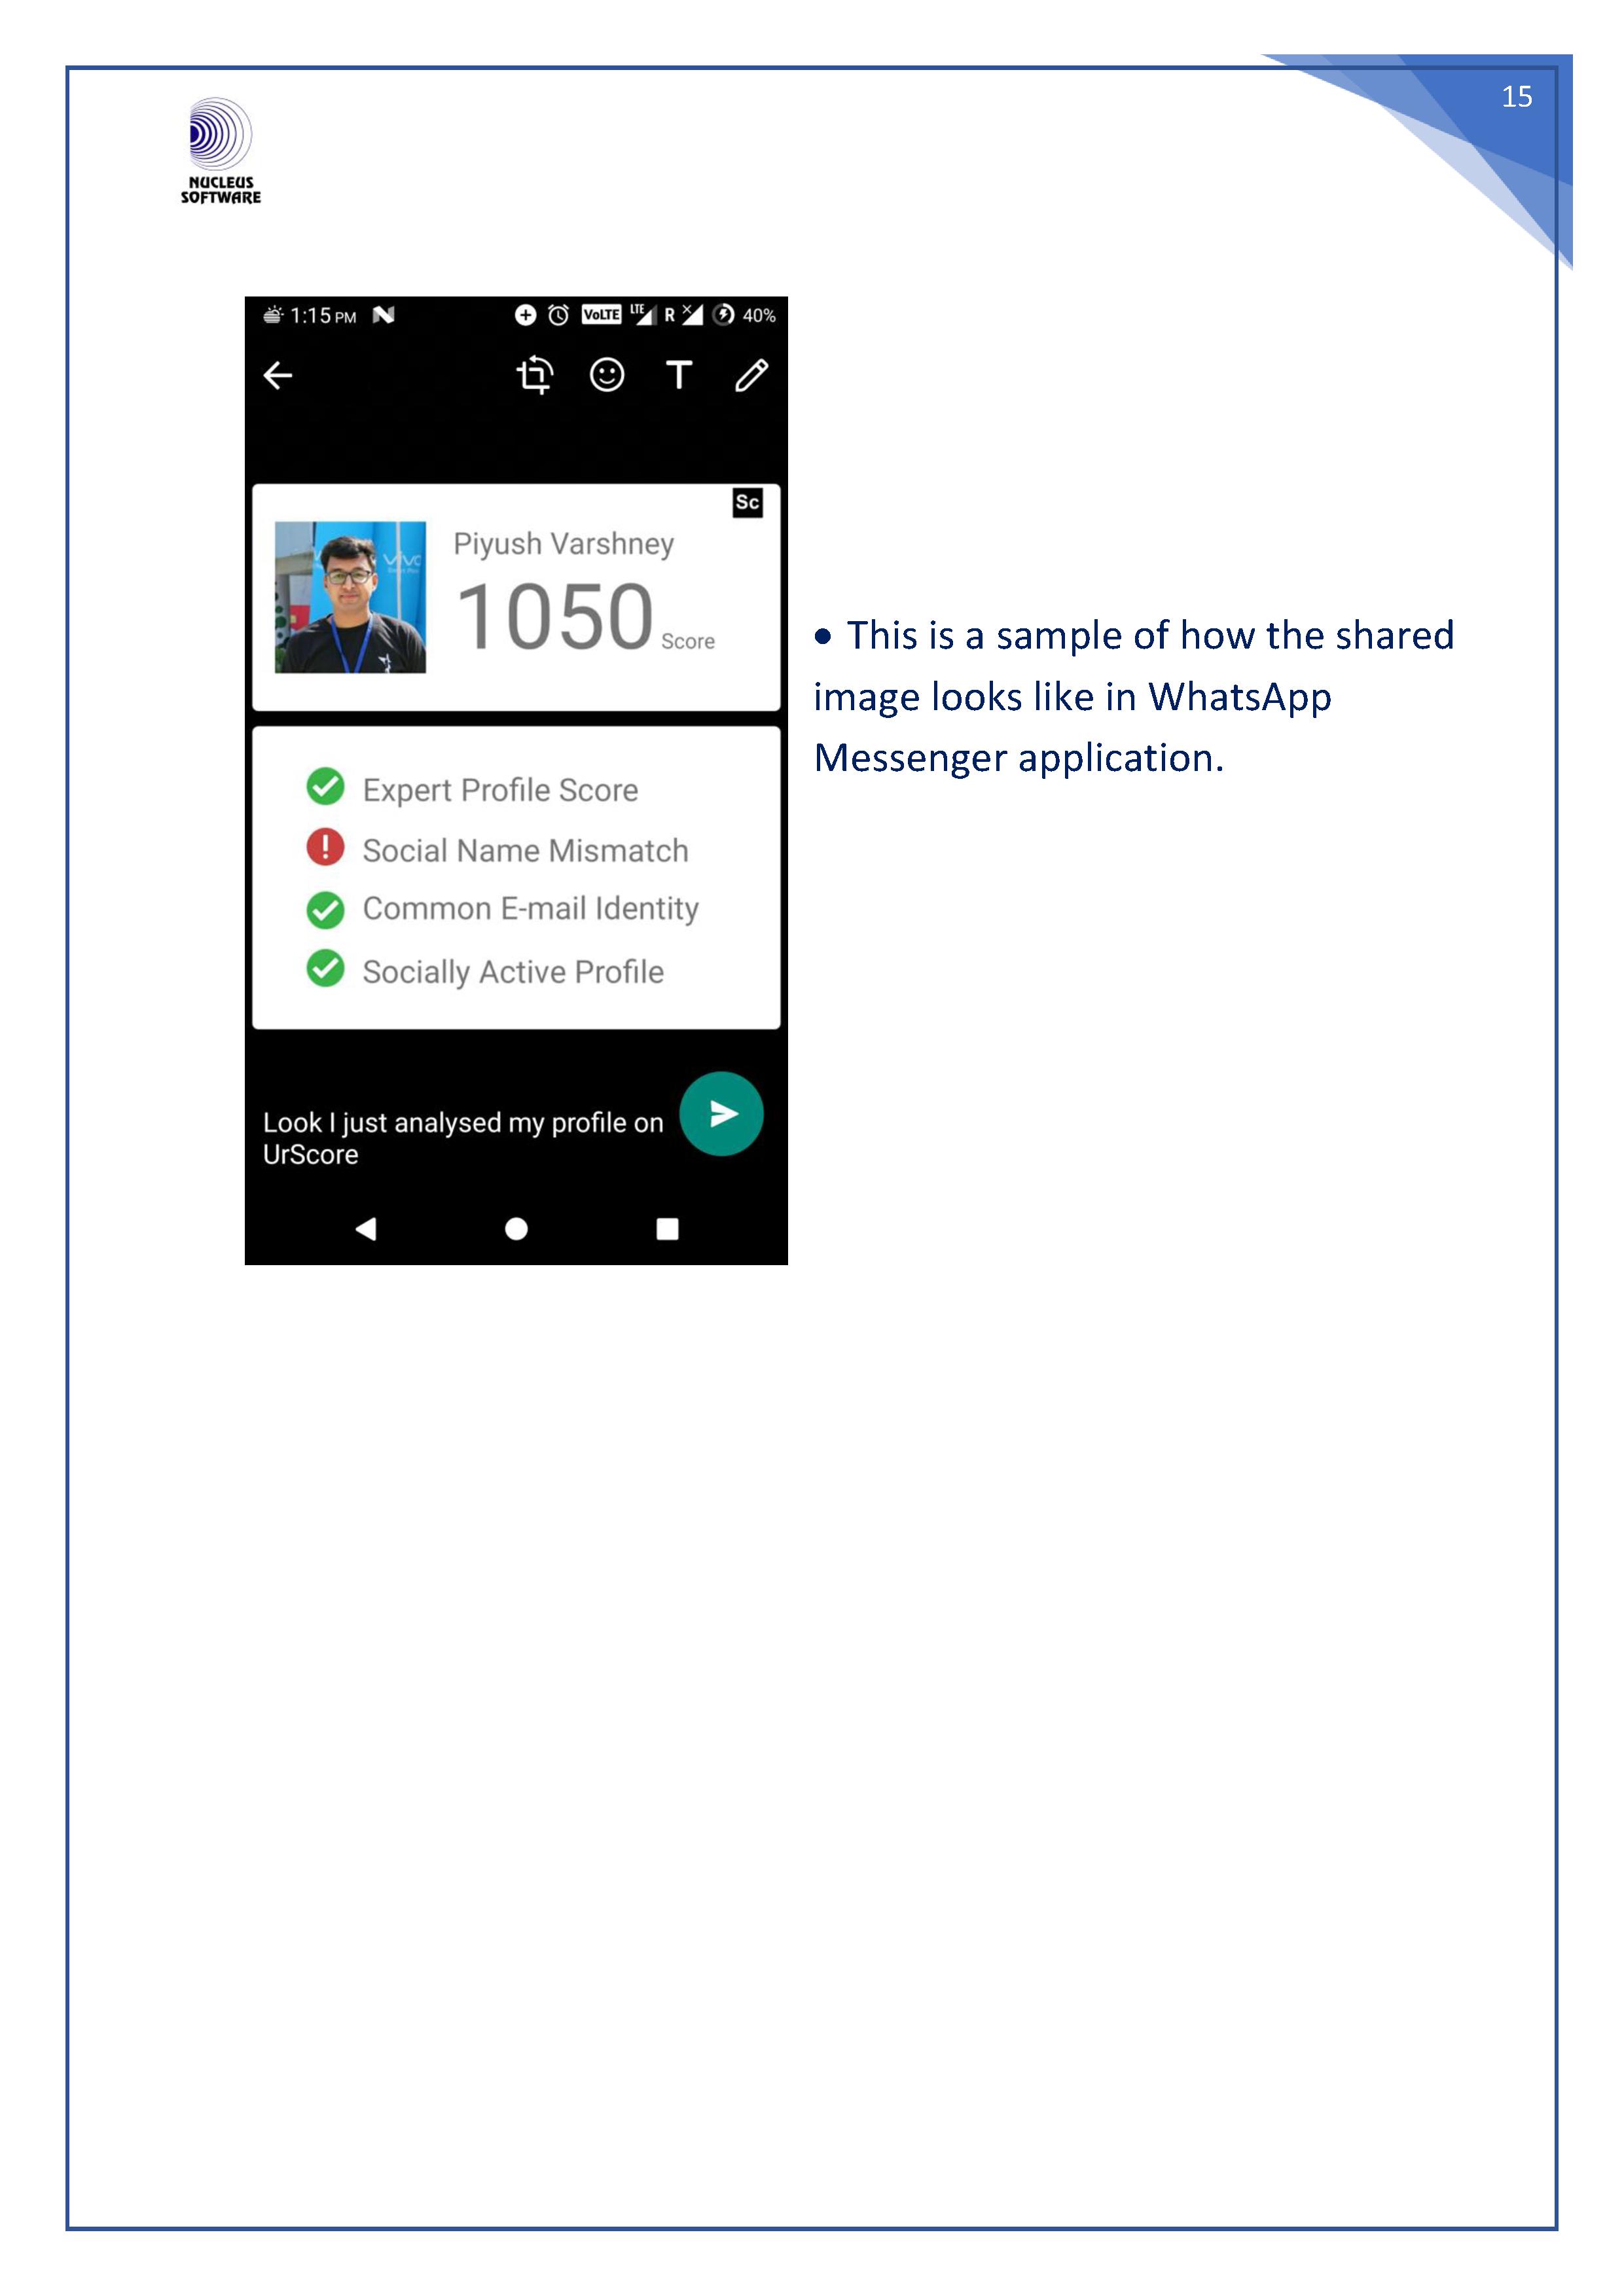 15
NUCLEUS
SOFTWARE
1:15 PM VoLTE LTE R 40%
T
Sc
vivo
Piyush Varshney
1050 Score
Expert Profile Score
Social Name Mismatch
Common E-mail Identity
Socially Active Profile
Look I just analysed my profile on
UrScore
• This is a sample of how the shared
image looks like in WhatsApp
Messenger application.